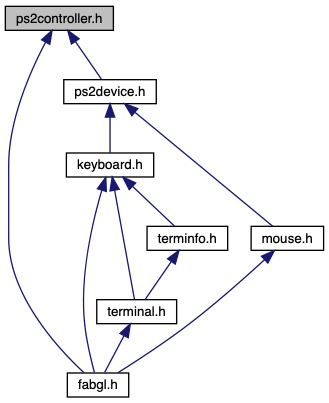 ps2controller.h
ps2device.h
keyboard.h
terminfo.h
mouse.h
terminal.h
fabgl.h